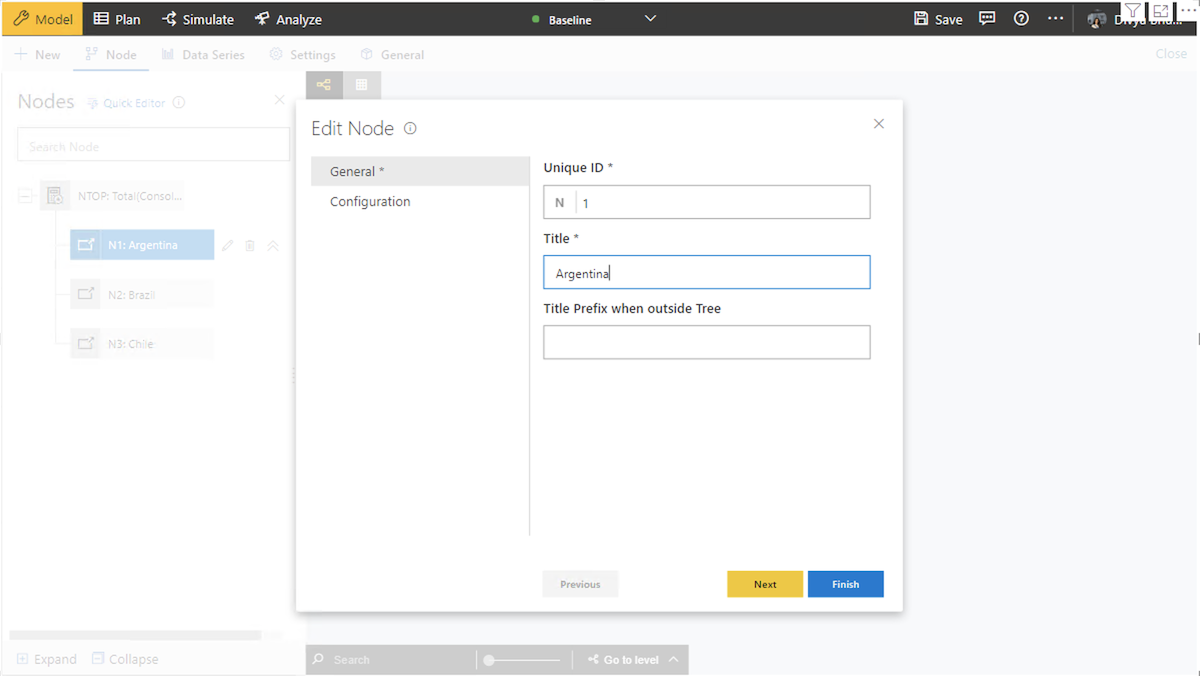 Model Plan Simulate Analyze Baseline Save
New Node Data Series Settings General Close
Nodes Quick Editor
Search Node
NTOP: Total(Consol...
N1: Argentina
N2: Brazil
N3: Chile
Expand Collapse
Edit Node
General *
Configuration
Unique ID *
N 1
Title *
Argentina
Title Prefix when outside Tree
Previous Next Finish
Search Go to level